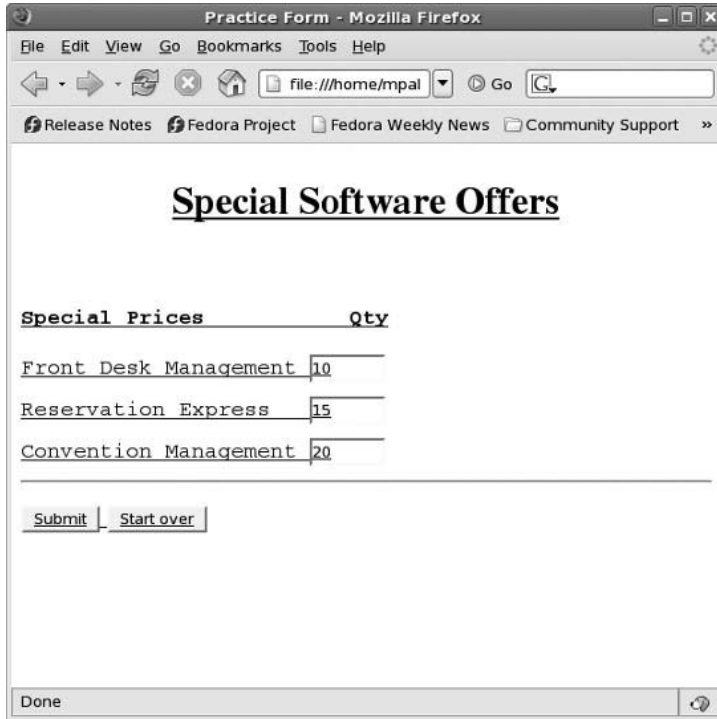 Practice Form - Mozilla Firefox
File Edit View Go Bookmarks Tools Help
file:///home/mpal Go G
Release Notes Fedora Project Fedora Weekly News Community Support »
Special Software Offers
Special Prices Qty
Front Desk Management 10
Reservation Express 15
Convention Management 20
Submit Start over
Done